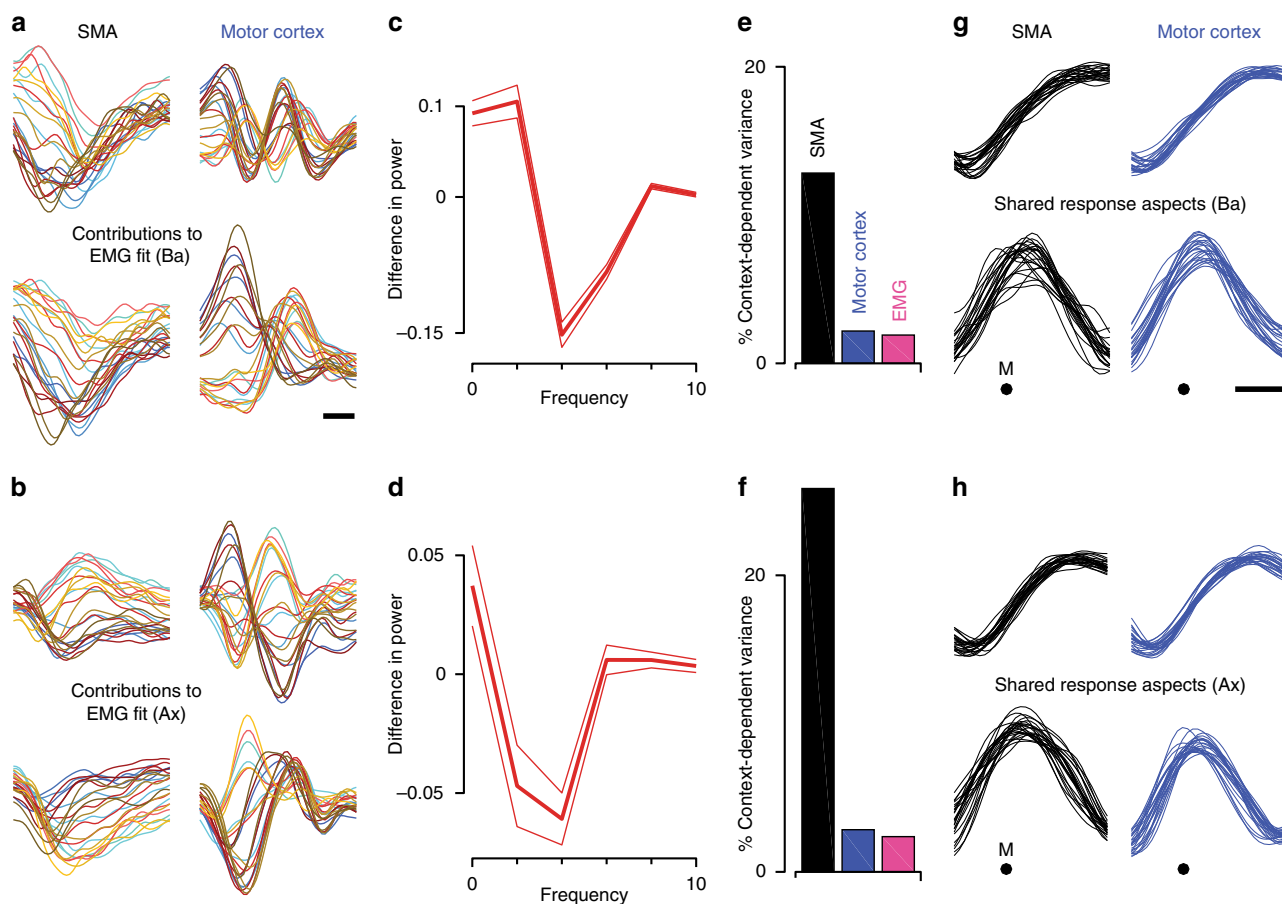 a
SMA
Motor cortex
Contributions to
EMG fit (Ba)
b
Contributions to
EMG fit (Ax)
c
Difference in power
0.1
0
−0.15
0
10
Frequency
d
Difference in power
0.05
0
−0.05
0
10
Frequency
e
% Context-dependent variance
20
0
SMA
Motor cortex
EMG
f
% Context-dependent variance
20
0
g
SMA
Motor cortex
Shared response aspects (Ba)
M
h
Shared response aspects (Ax)
M